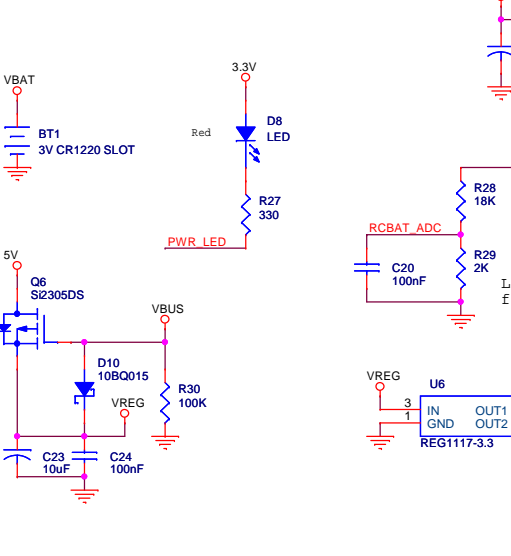 3.3V
VBAT
BT1
3V CR1220 SLOT
Red
D8
LED
R27
330
PWR_LED
R28
18K
RCBAT_ADC
R29
2K
C20
100nF
L
f
5V
Q6
Si2305DS
VBUS
D10
10BQ015
VREG
R30
100K
C23
10uF
C24
100nF
VREG
U6
3
IN
OUT1
1
GND
OUT2
REG1117-3.3